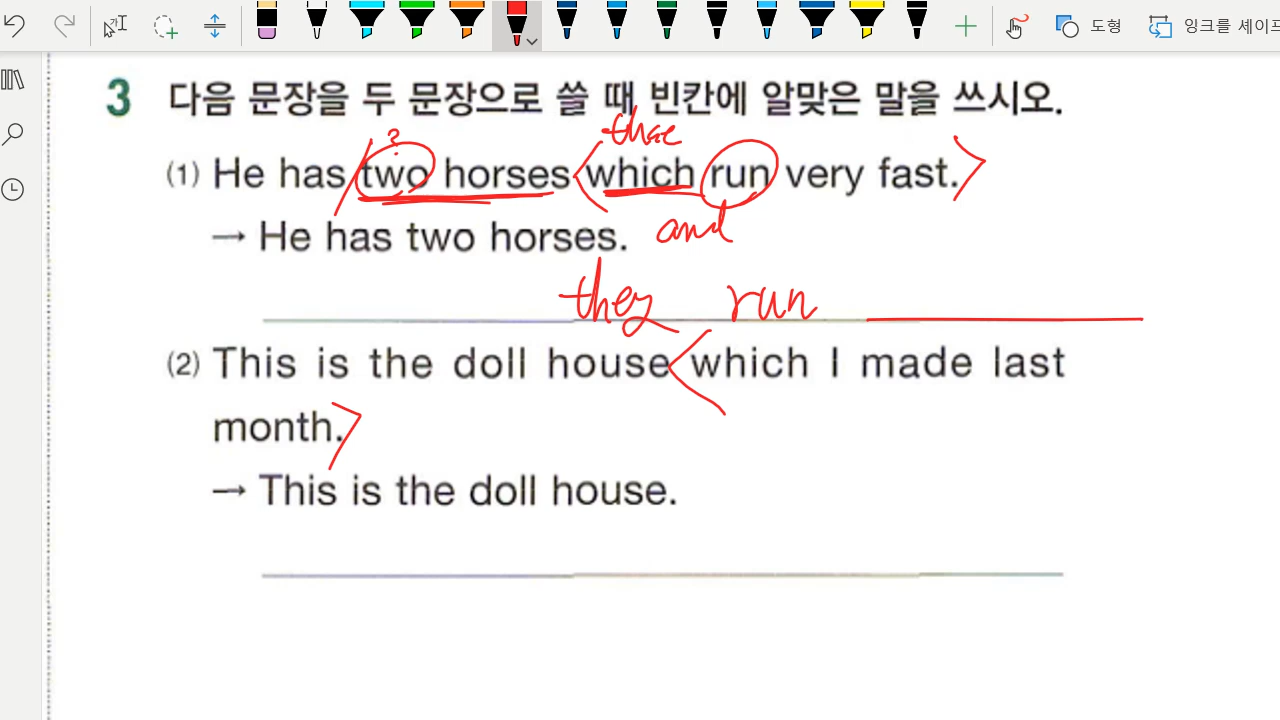 도형
잉크를 셰이프
3 다음 문장을 두 문장으로 쓸 때 빈칸에 알맞은 말을 쓰시오.
?
that
(1) He has two horses which run very fast.
→ He has two horses. and
they run
(2) This is the doll house which I made last
month.
→ This is the doll house.